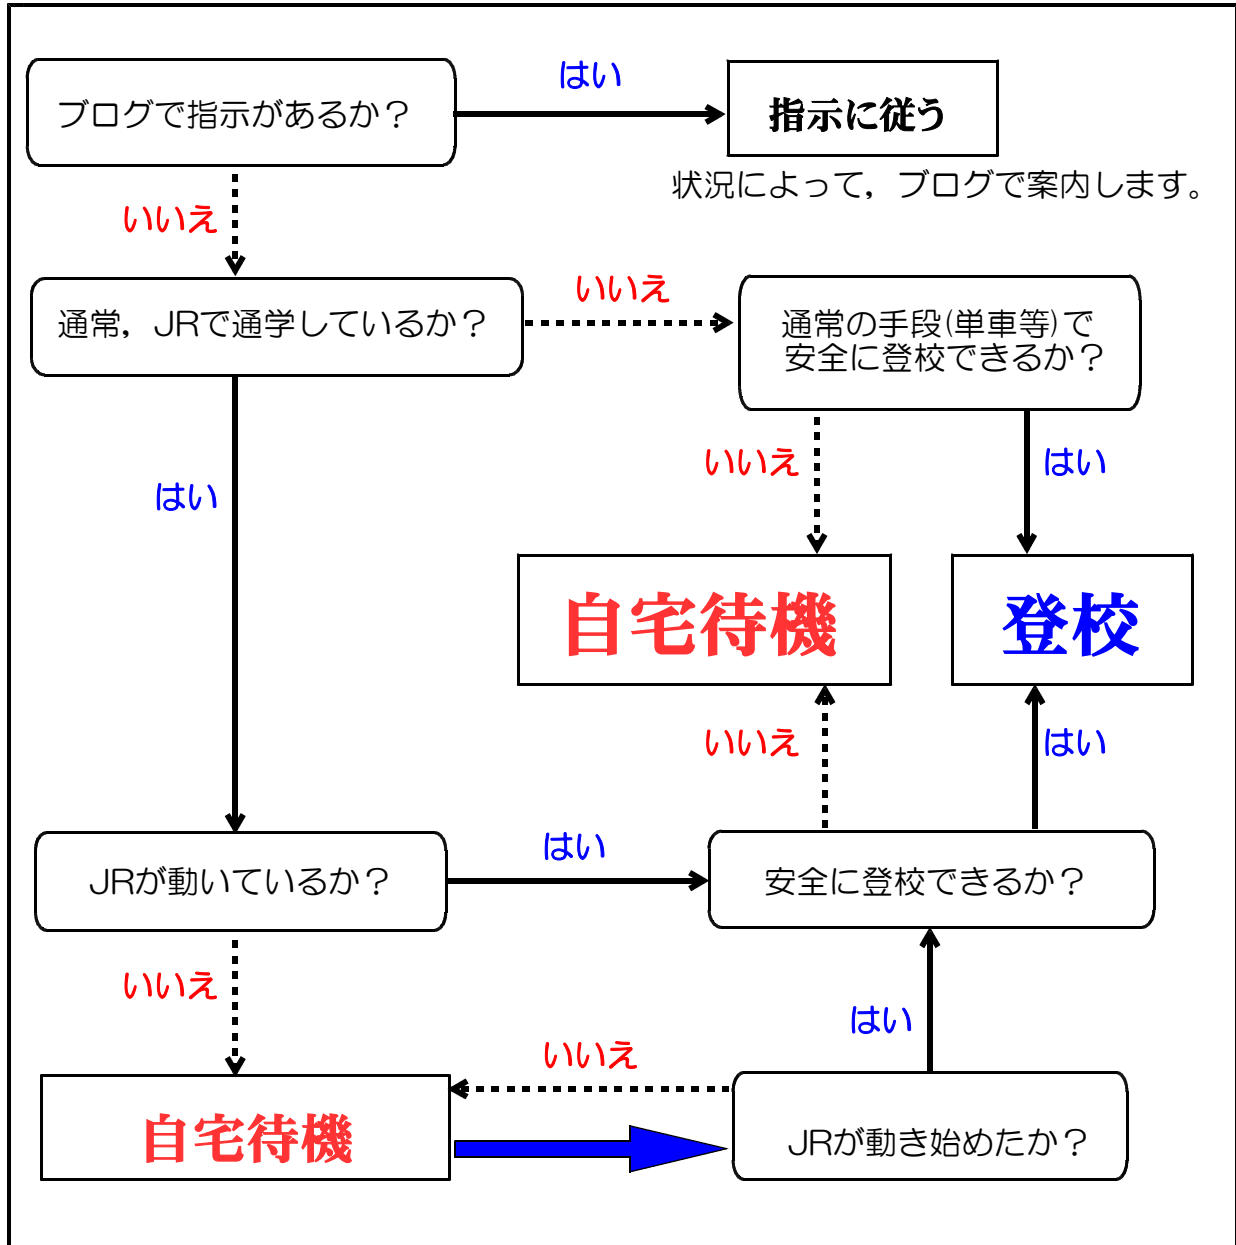 ブログで指示があるか？
はい
指示に従う
状況によって，ブログで案内します。
いいえ
通常，JRで通学しているか？
いいえ
通常の手段(単車等)で
安全に登校できるか？
いいえ
はい
はい
自宅待機
登校
いいえ
はい
JRが動いているか？
はい
安全に登校できるか？
いいえ
はい
いいえ
自宅待機
JRが動き始めたか？